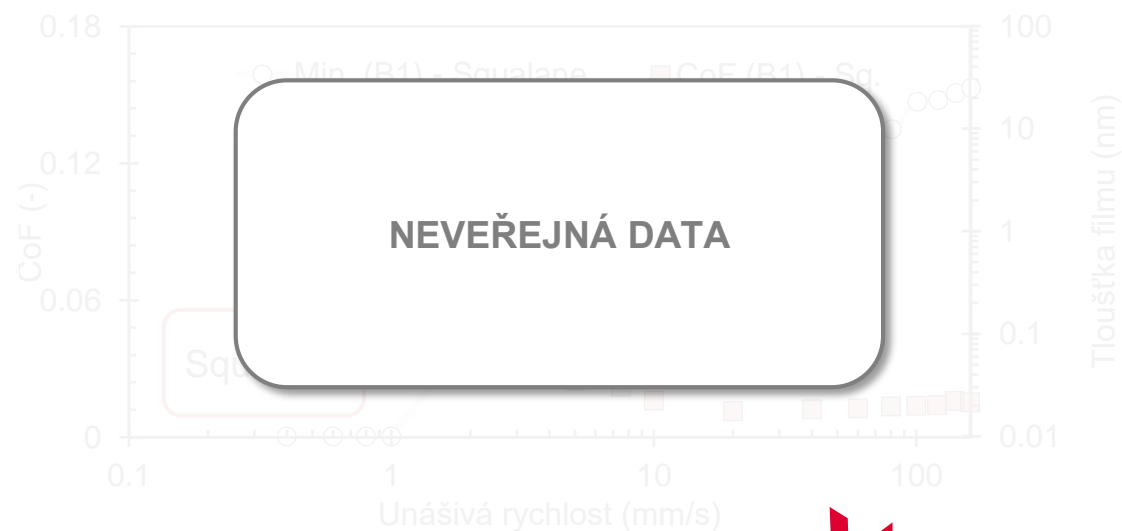 0.18
100
Min. (B1) - Squalane
CoF (B1) - Sq.
10
0.12
NEVEŘEJNÁ DATA
CoF (-)
Tloušťka filmu (nm)
1
0.06
0.1
0
0.01
0.1
1
10
100
Unášivá rychlost (mm/s)